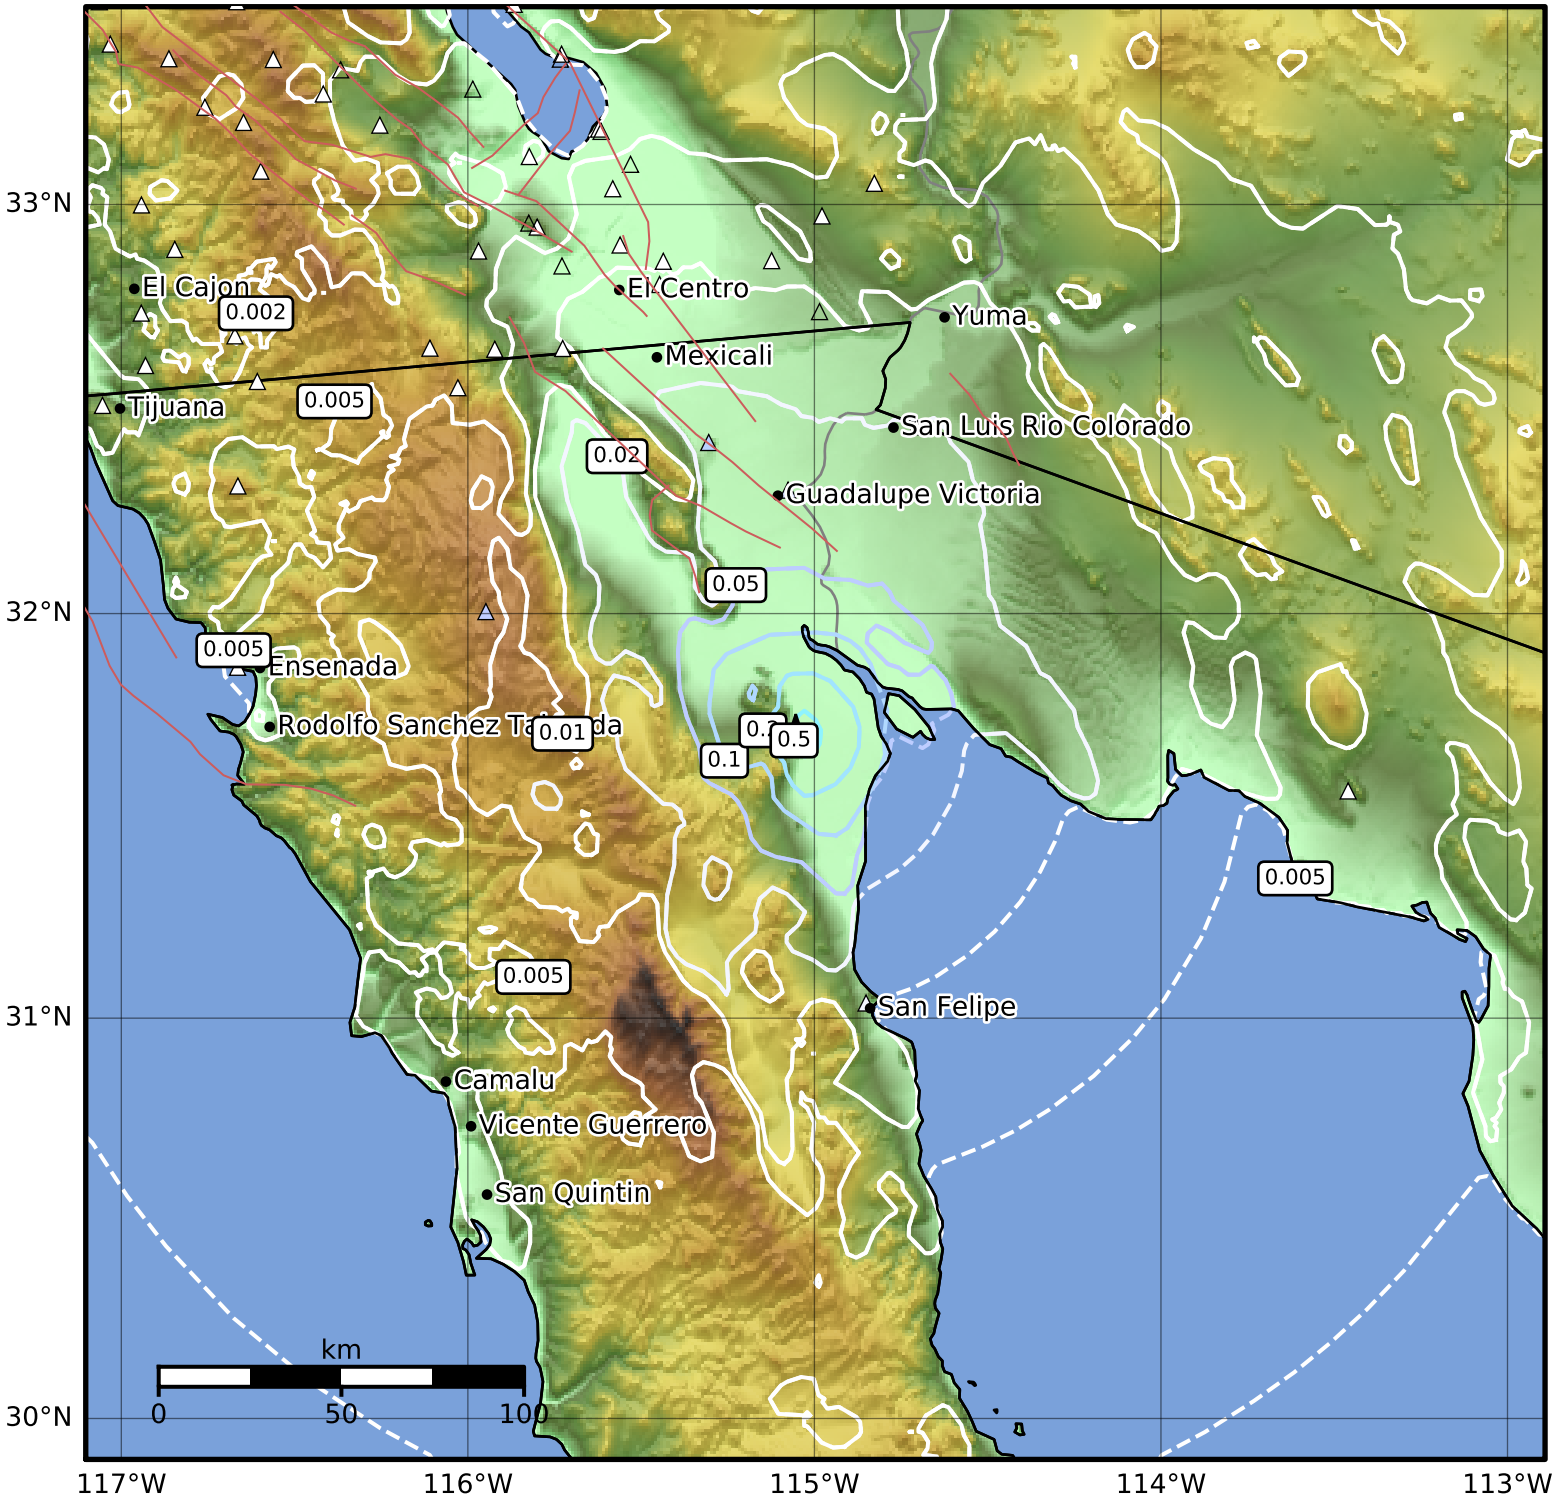 33°N
El Cajon
El Centro
0.002
Yuma
Mexicali
0.005
Tijuana
San Luis Rio Colorado
0.02
Guadalupe Victoria
0.05
32°N
0.005
Ensenada
Rodolfo Sanchez Ta
da
0.01
0.5
0.1
0.005
0.005
31°N
San Felipe
Camalu
Vicente Guerrero
San Quintin
km
0
50
100
30°N
117°W
116°W
115°W
114°W
113°W